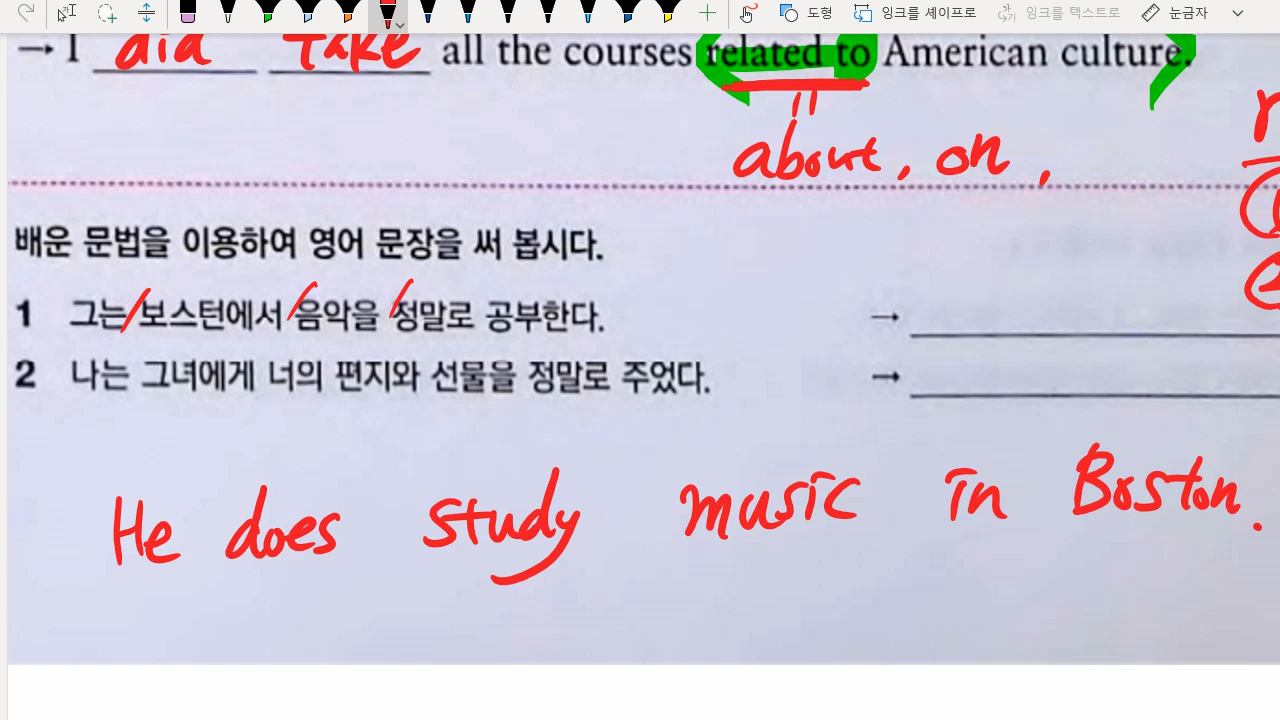 도형 잉크를 셰이프로 잉크를 텍스트로 눈금자
→ I did take all the courses related to American culture.
about, on,
배운 문법을 이용하여 영어 문장을 써 봅시다.
1 그는/보스턴에서/음악을/정말로 공부한다. →
2 나는 그녀에게 너의 편지와 선물을 정말로 주었다. →
He does study music in Boston.